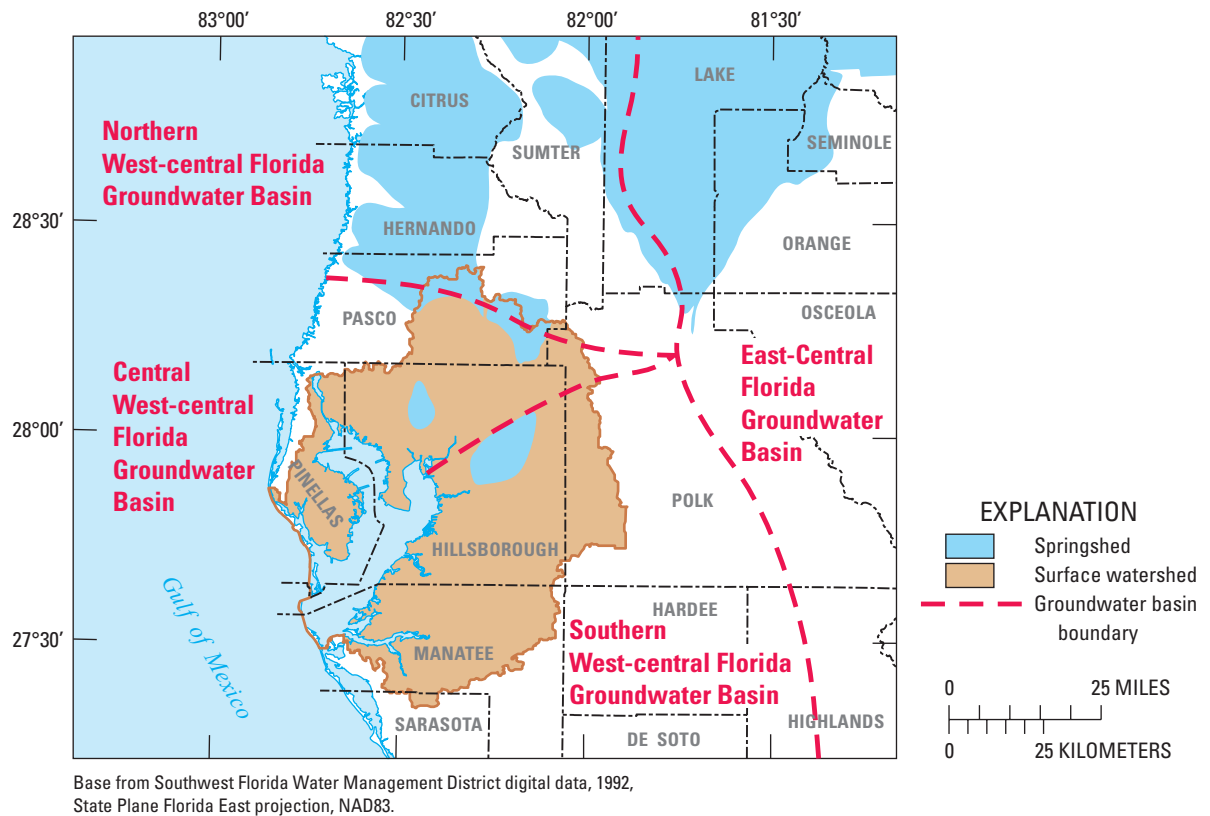 83°00'
82°30'
82°00'
81°30'
LAKE
CITRUS
Northern
West-central Florida
Groundwater Basin
SUMTER
SEMINOLE
28°30'
HERNANDO
ORANGE
PASCO
OSCEOLA
Central
West-central
Florida
Groundwater
Basin
East-Central
Florida
Groundwater
Basin
28°00'
PINELLAS
POLK
HILLSBOROUGH
Gulf of Mexico
HARDEE
27°30'
Southern
West-central Florida
Groundwater Basin
MANATEE
SARASOTA
DE SOTO
HIGHLANDS
EXPLANATION
Springshed
Surface watershed
Groundwater basin
boundary
0 25 MILES
0 25 KILOMETERS
Base from Southwest Florida Water Management District digital data, 1992,
State Plane Florida East projection, NAD83.